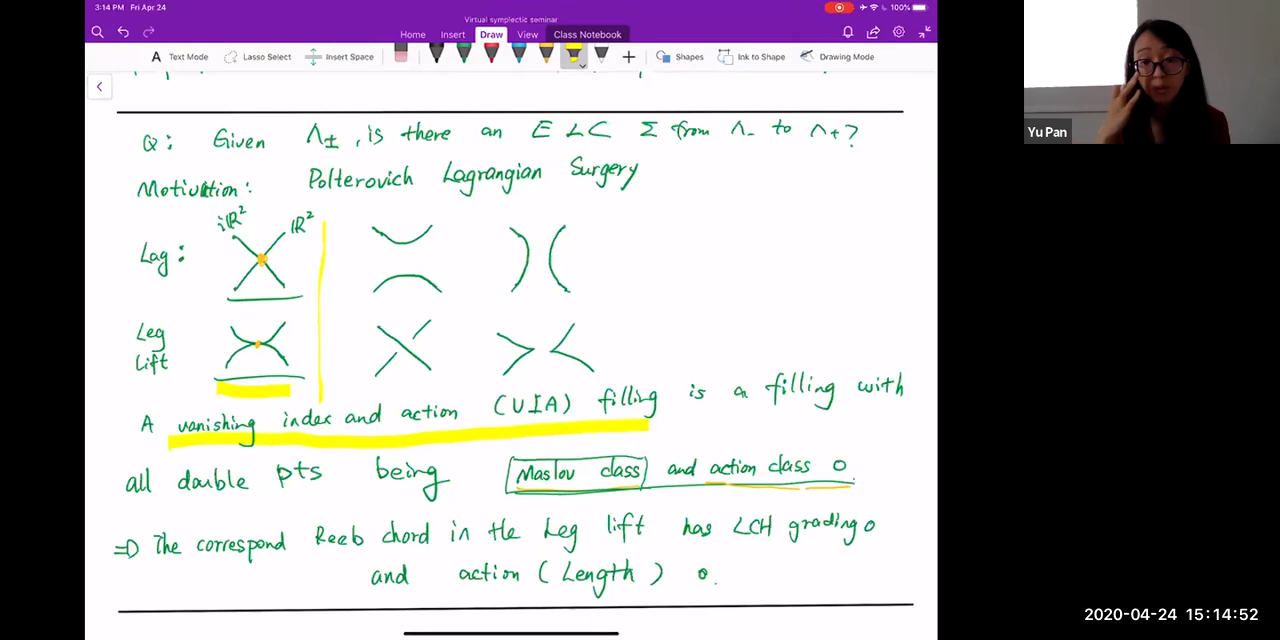 3:14 PM Fri Apr 24
100%
Virtual symplectic seminar
Home Insert Draw View Class Notebook
Text Mode Lasso Select Insert Space Shapes Ink to Shape Drawing Mode
Q: Given Λ± , is there an ELC Σ from Λ- to Λ+?
Motivation: Polterovich Lagrangian Surgery
iR² R²
Lag:
Leg
lift
A vanishing index and action (VIA) filling is a filling with
all double pts being Maslov class and action class 0.
⇒ The correspond Reeb chord in the Leg lift has LCH grading 0
and action (Length) 0.
Yu Pan
2020-04-24 15:14:52